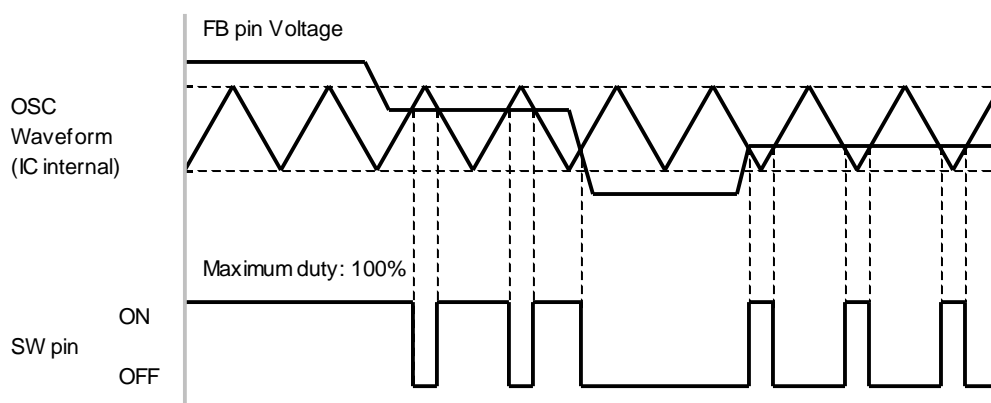 FB pin Voltage
OSC
Waveform
(IC internal)
Maximum duty: 100%
ON
SW pin
OFF